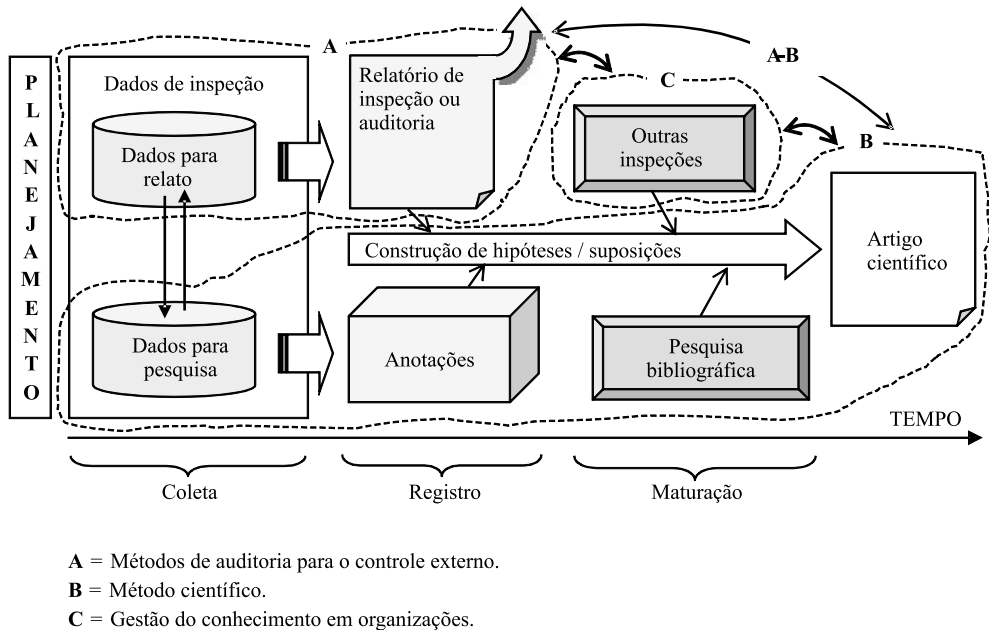 PLANEJAMENTO
A
Dados de inspeção
Dados para
relato
Dados para
pesquisa
Relatório de
inspeção ou
auditoria
A-B
C
Outras
inspeções
B
Construção de hipóteses / suposições
Artigo
científico
Anotações
Pesquisa
bibliográfica
TEMPO
Coleta
Registro
Maturação
A = Métodos de auditoria para o controle externo.
B = Método científico.
C = Gestão do conhecimento em organizações.